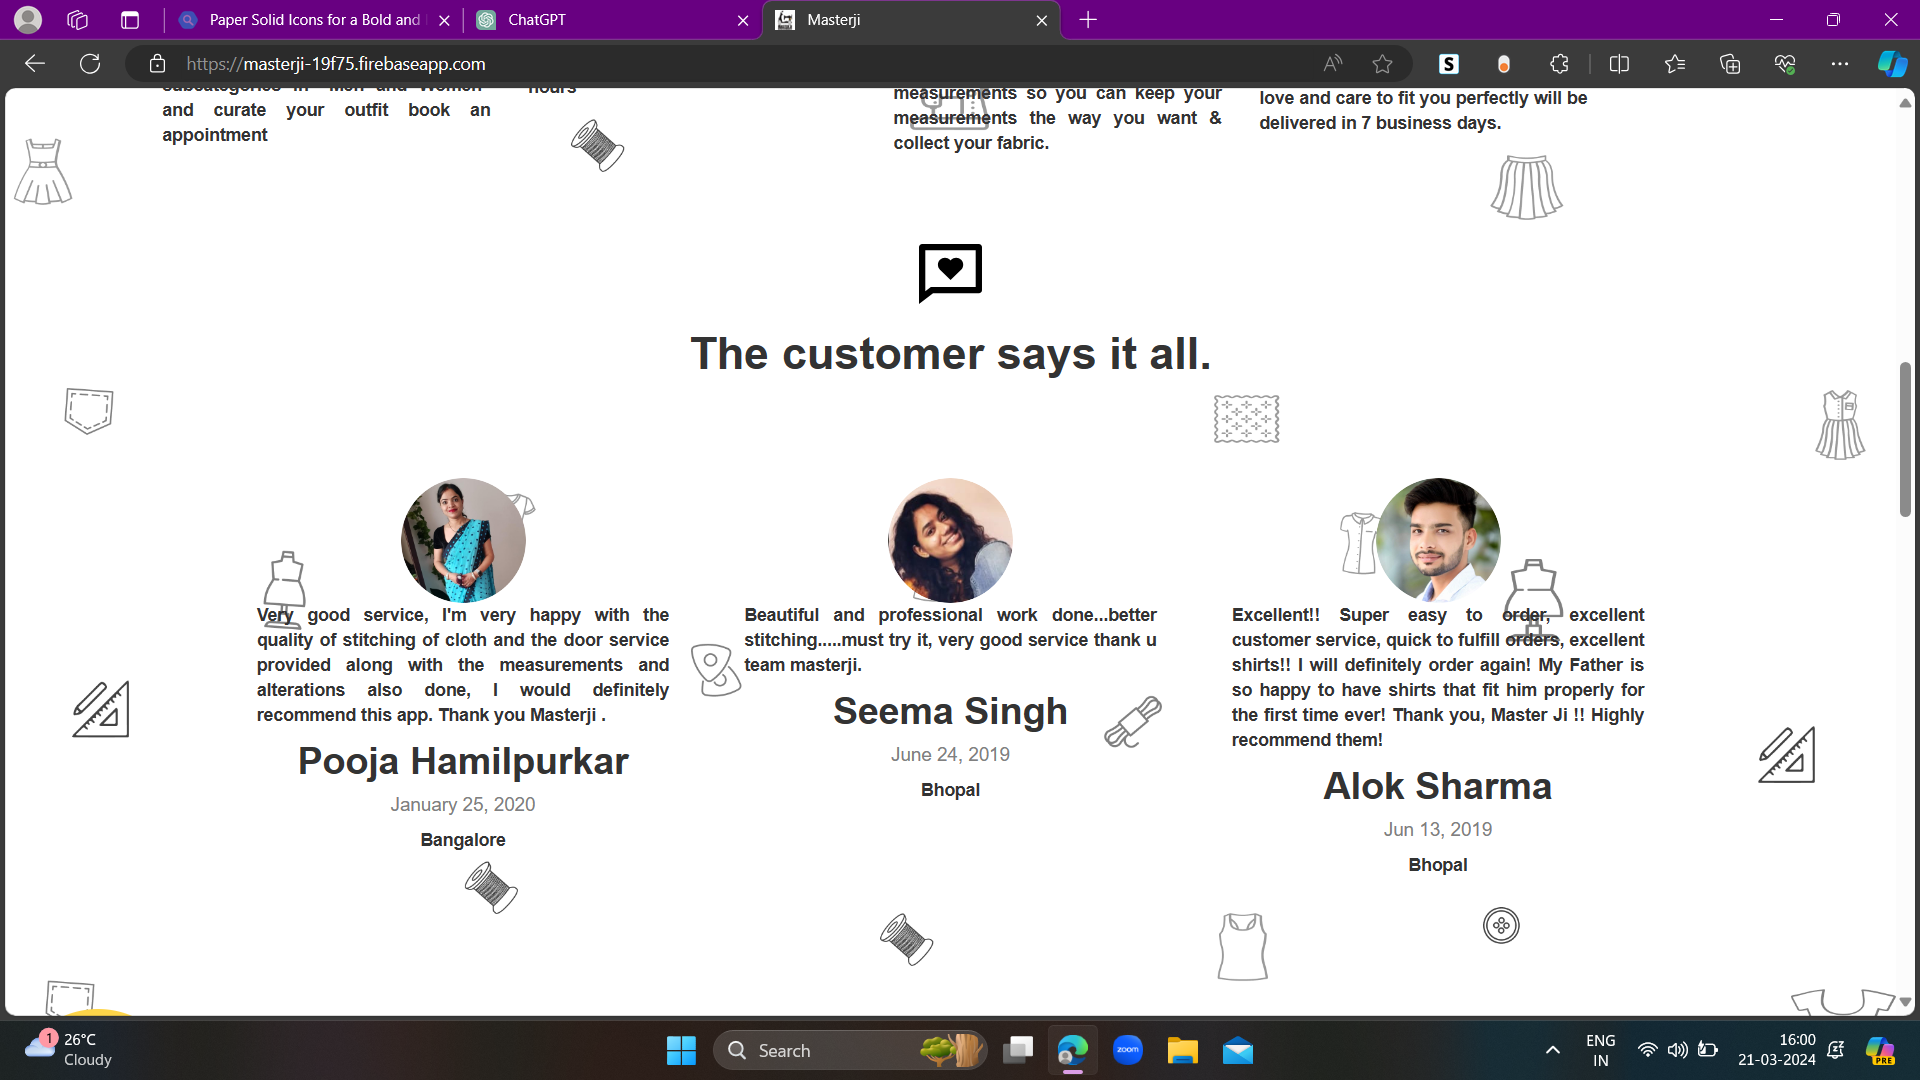 Paper Solid Icons for a Bold and
ChatGPT
Masterji
https://masterji-19f75.firebaseapp.com
subcategories in "Men and Women"
and curate your outfit book an
appointment
hours
measurements so you can keep your
measurements the way you want &
collect your fabric.
love and care to fit you perfectly will be
delivered in 7 business days.
The customer says it all.
Very good service, I'm very happy with the
quality of stitching of cloth and the door service
provided along with the measurements and
alterations also done, I would definitely
recommend this app. Thank you Masterji .
Pooja Hamilpurkar
January 25, 2020
Bangalore
Beautiful and professional work done...better
stitching.....must try it, very good service thank u
team masterji.
Seema Singh
June 24, 2019
Bhopal
Excellent!! Super easy to order, excellent
customer service, quick to fulfill orders, excellent
shirts!! I will definitely order again! My Father is
so happy to have shirts that fit him properly for
the first time ever! Thank you, Master Ji !! Highly
recommend them!
Alok Sharma
Jun 13, 2019
Bhopal
1
26°C
Cloudy
Search
zoom
ENG
IN
16:00
21-03-2024
PRE